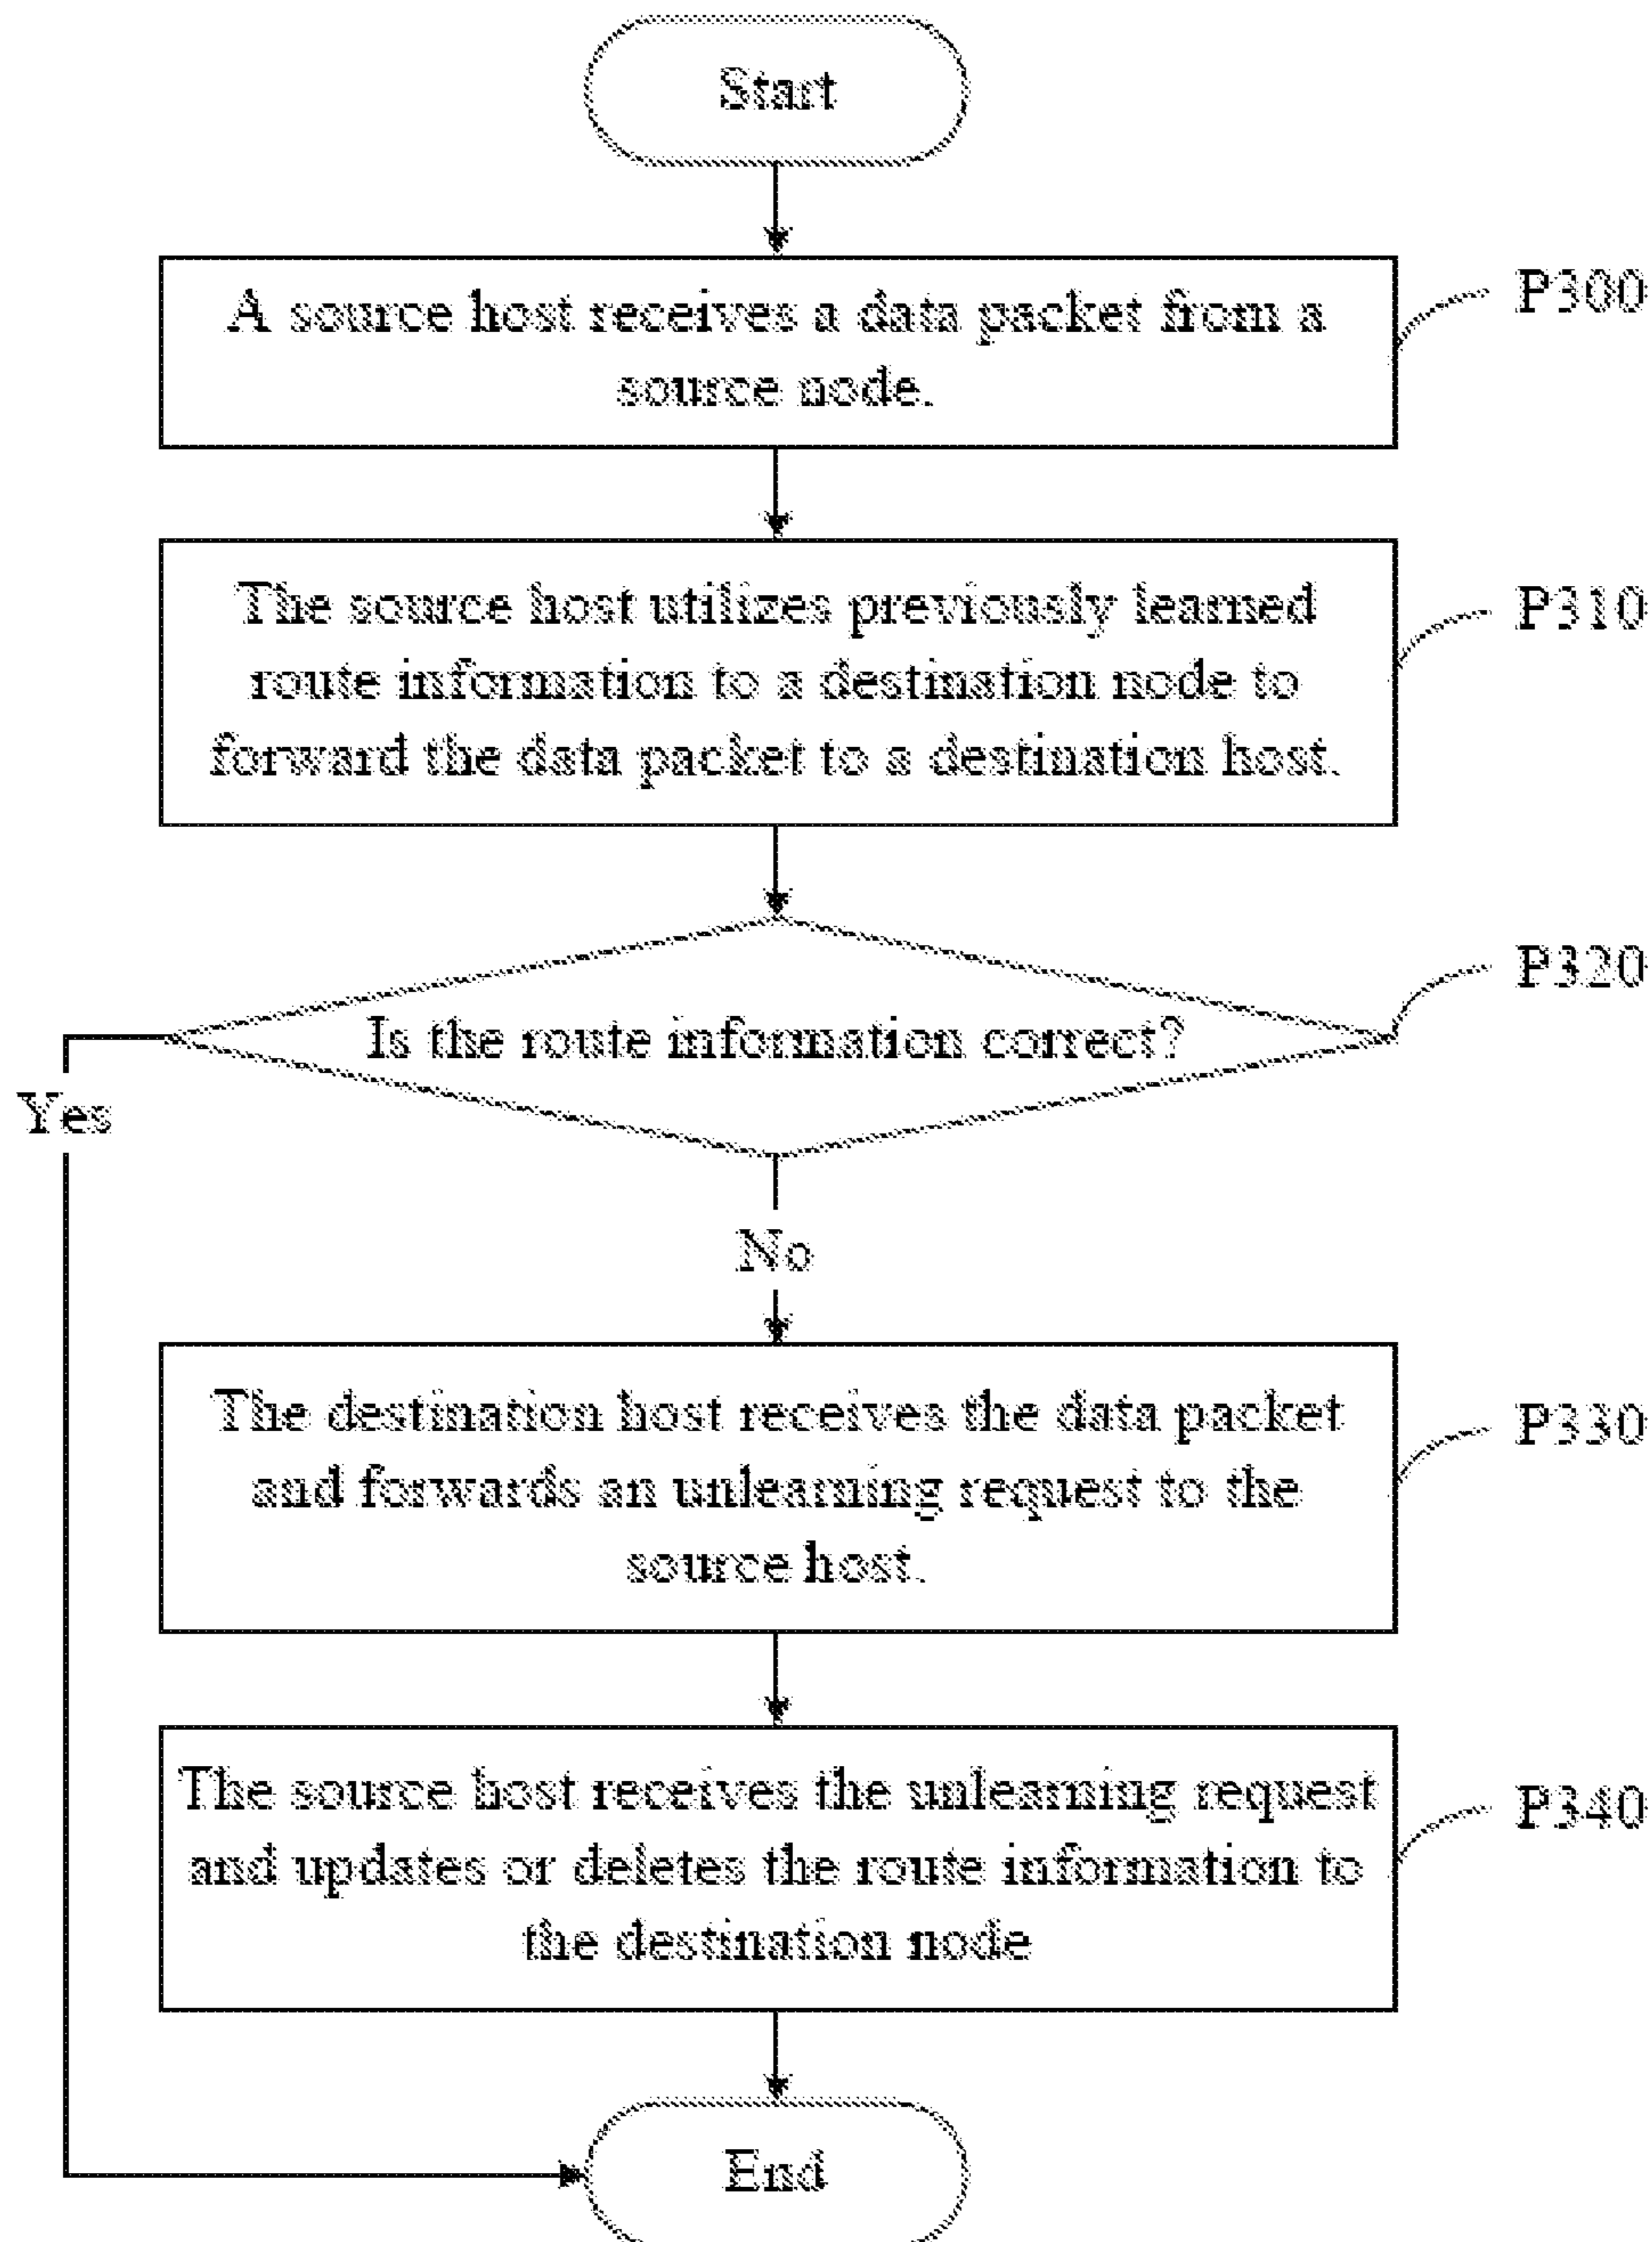 Start
A source host receives a data packet from a
source node.
P300
The source host utilizes previously learned
route information to a destination node to
forward the data packet to a destination host.
P310
Is the route information correct?
P320
Yes
No
The destination host receives the data packet
and forwards an unlearning request to the
source host.
P330
The source host receives the unlearning request
and updates or deletes the route information to
the destination node
P340
End